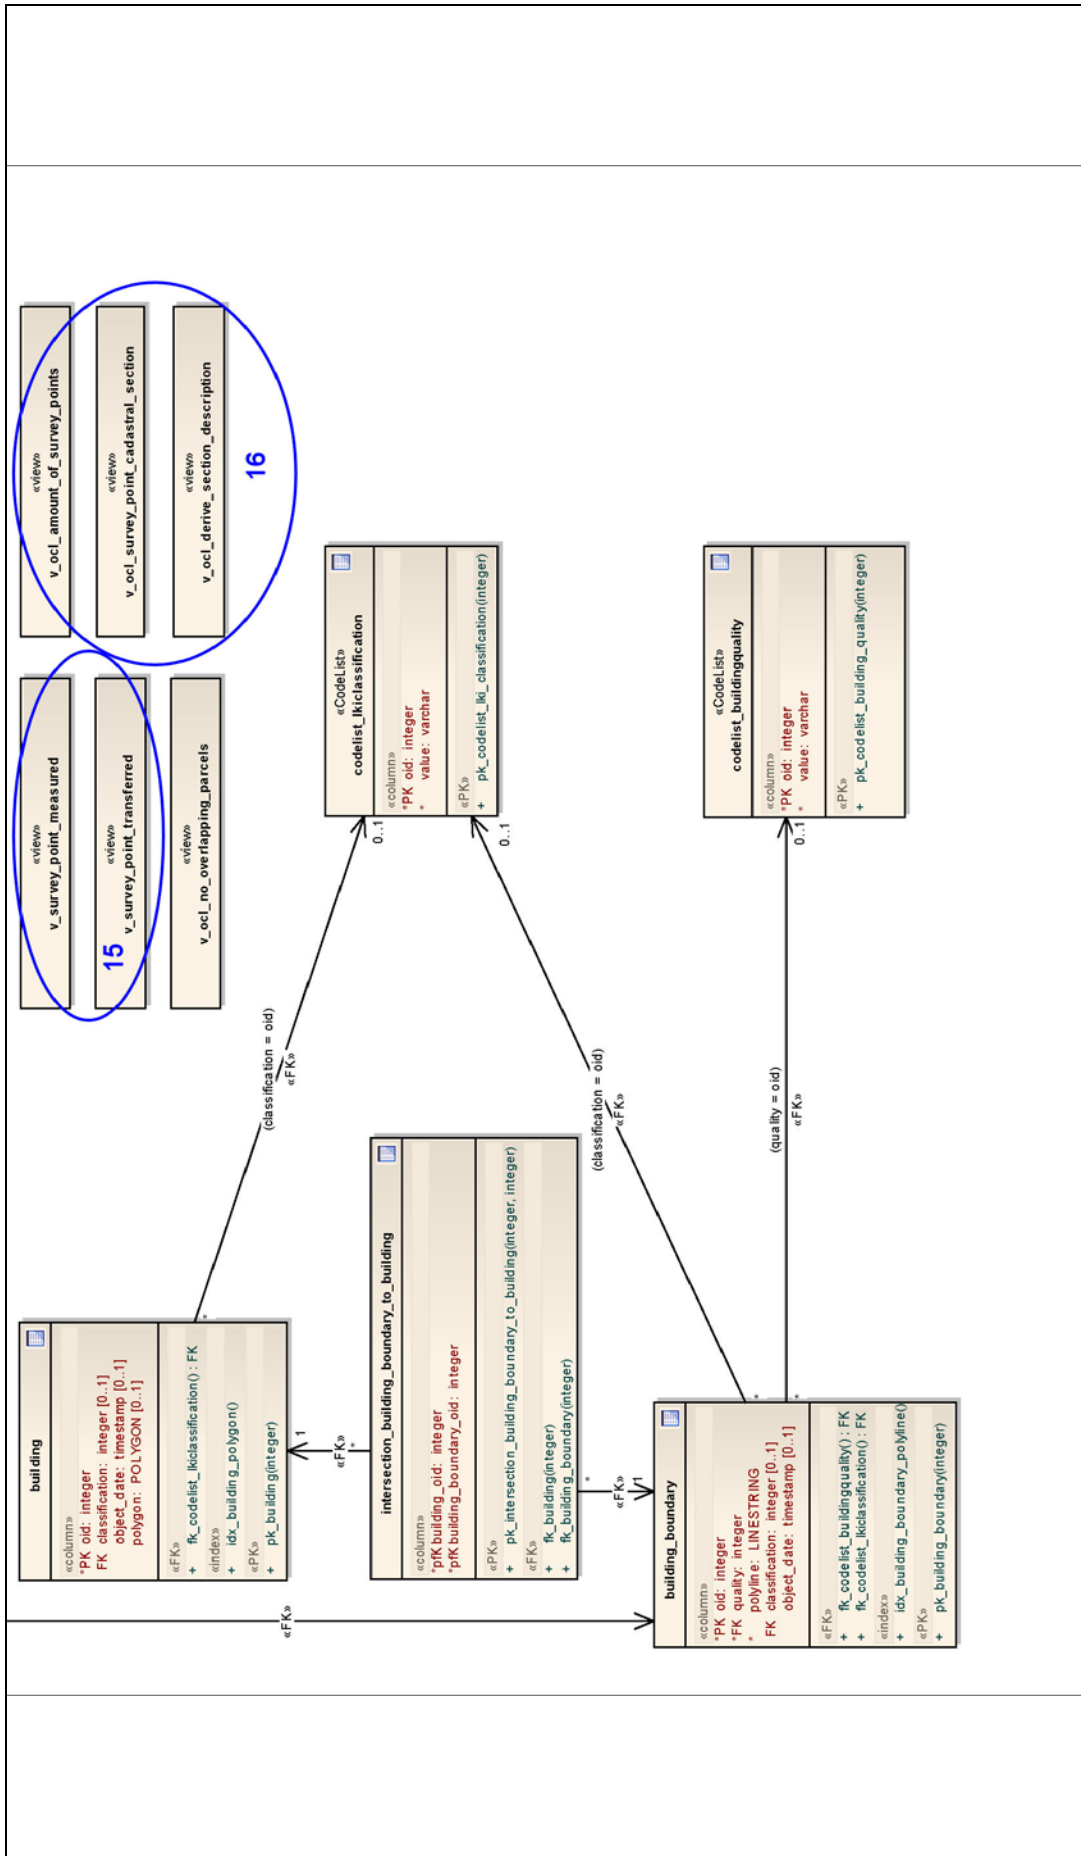 building
«column»
*PK oid: integer
FK classification: integer [0..1]
object_date: timestamp [0..1]
polygon: POLYGON [0..1]
«FK»
+ fk_codelist_lkiclassification() : FK
«index»
+ idx_building_polygon()
«PK»
+ pk_building(integer)
«view»
v_survey_point_measured
«view»
v_survey_point_transferred
15
«view»
v_ocl_no_overlapping_parcels
«view»
v_ocl_amount_of_survey_points
«view»
v_ocl_survey_point_cadastral_section
«view»
v_ocl_derive_section_description
16
*
(classification = oid)
«FK»
0..1
«CodeList»
codelist_lkiclassification
«column»
*PK oid: integer
* value: varchar
«PK»
+ pk_codelist_lki_classification(integer)
1
«FK»
*
intersection_building_boundary_to_building
«column»
*pfK building_oid: integer
*pfK building_boundary_oid: integer
«PK»
+ pk_intersection_building_boundary_to_building(integer, integer)
«FK»
+ fk_building(integer)
+ fk_building_boundary(integer)
*
«FK»
1
«FK»
(classification = oid)
«FK»
0..1
*
building_boundary
«column»
*PK oid: integer
*FK quality: integer
* polyline: LINESTRING
FK classification: integer [0..1]
object_date: timestamp [0..1]
«FK»
+ fk_codelist_buildingquality() : FK
+ fk_codelist_lkiclassification() : FK
«index»
+ idx_building_boundary_polyline()
«PK»
+ pk_building_boundary(integer)
*
(quality = oid)
«FK»
0..1
«CodeList»
codelist_buildingquality
«column»
*PK oid: integer
* value: varchar
«PK»
+ pk_codelist_building_quality(integer)